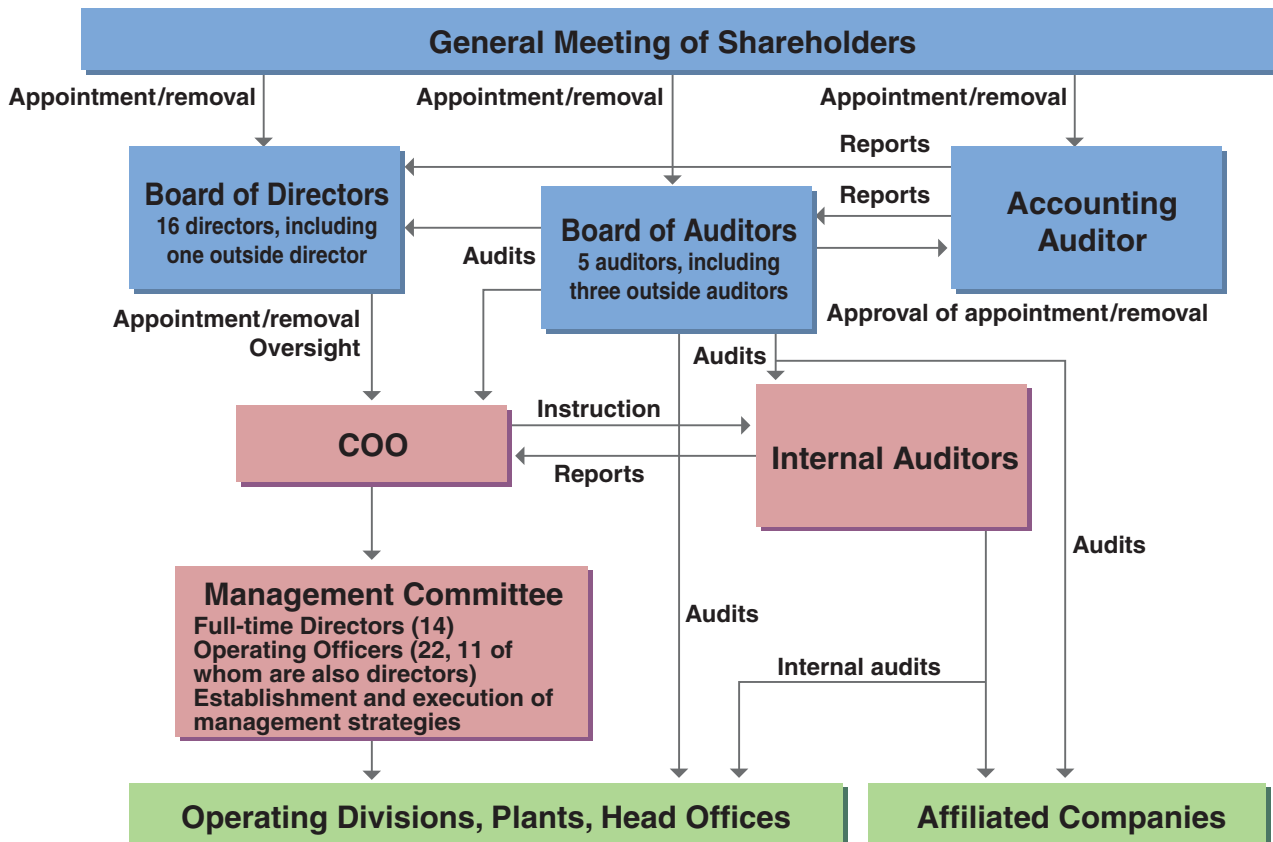 General Meeting of Shareholders
Appointment/removal
Appointment/removal
Appointment/removal
Reports
Board of Directors
16 directors, including
one outside director
Reports
Board of Auditors
5 auditors, including
three outside auditors
Accounting
Auditor
Audits
Appointment/removal
Oversight
Approval of appointment/removal
Audits
COO
Instruction
Reports
Internal Auditors
Audits
Management Committee
Full-time Directors (14)
Operating Officers (22, 11 of
whom are also directors)
Establishment and execution of
management strategies
Audits
Internal audits
Operating Divisions, Plants, Head Offices
Affiliated Companies